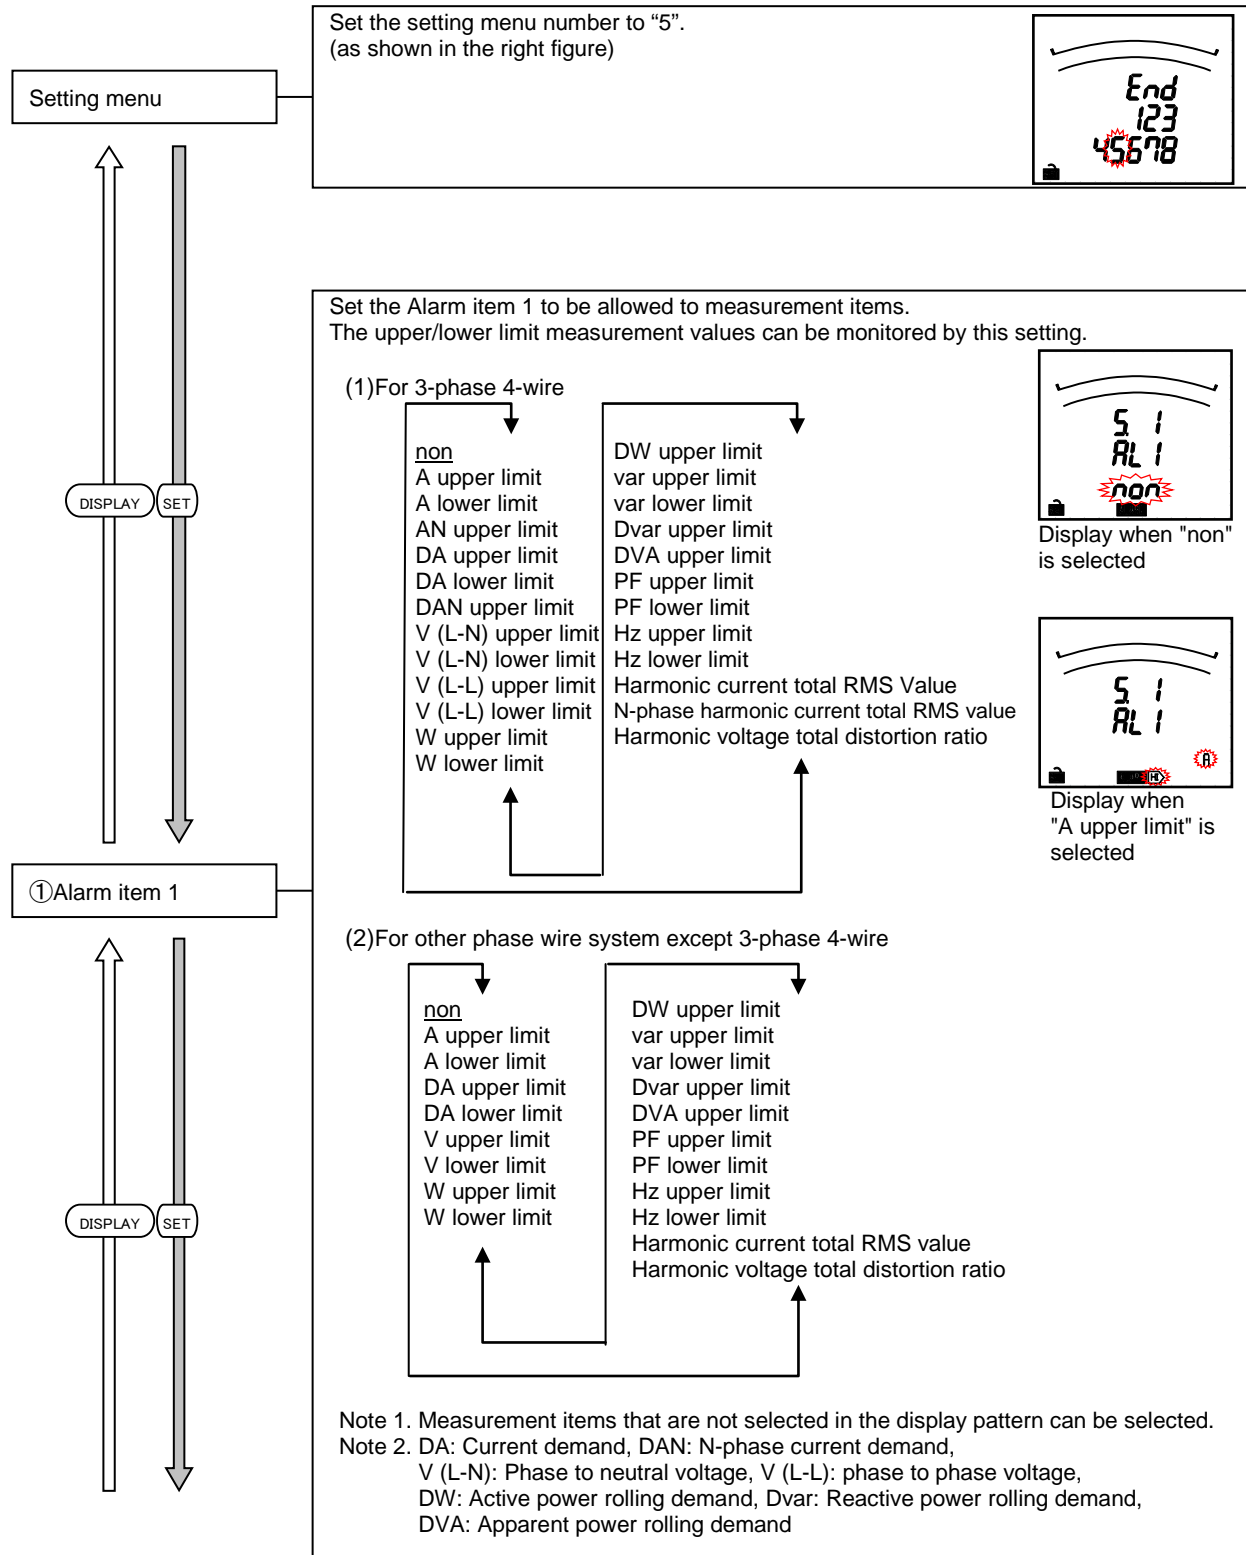 Set the setting menu number to “5”.
(as shown in the right figure)
Setting menu
End
123
45678
DISPLAY
SET
Set the Alarm item 1 to be allowed to measurement items.
The upper/lower limit measurement values can be monitored by this setting.
(1)For 3-phase 4-wire
non
A upper limit
A lower limit
AN upper limit
DA upper limit
DA lower limit
DAN upper limit
V (L-N) upper limit
V (L-N) lower limit
V (L-L) upper limit
V (L-L) lower limit
W upper limit
W lower limit
DW upper limit
var upper limit
var lower limit
Dvar upper limit
DVA upper limit
PF upper limit
PF lower limit
Hz upper limit
Hz lower limit
Harmonic current total RMS Value
N-phase harmonic current total RMS value
Harmonic voltage total distortion ratio
5. 1
AL 1
non
Display when "non"
is selected
5. 1
AL 1
A
HI
Display when
"A upper limit" is
selected
①Alarm item 1
(2)For other phase wire system except 3-phase 4-wire
non
A upper limit
A lower limit
DA upper limit
DA lower limit
V upper limit
V lower limit
W upper limit
W lower limit
DW upper limit
var upper limit
var lower limit
Dvar upper limit
DVA upper limit
PF upper limit
PF lower limit
Hz upper limit
Hz lower limit
Harmonic current total RMS value
Harmonic voltage total distortion ratio
DISPLAY
SET
Note 1. Measurement items that are not selected in the display pattern can be selected.
Note 2. DA: Current demand, DAN: N-phase current demand,
V (L-N): Phase to neutral voltage, V (L-L): phase to phase voltage,
DW: Active power rolling demand, Dvar: Reactive power rolling demand,
DVA: Apparent power rolling demand